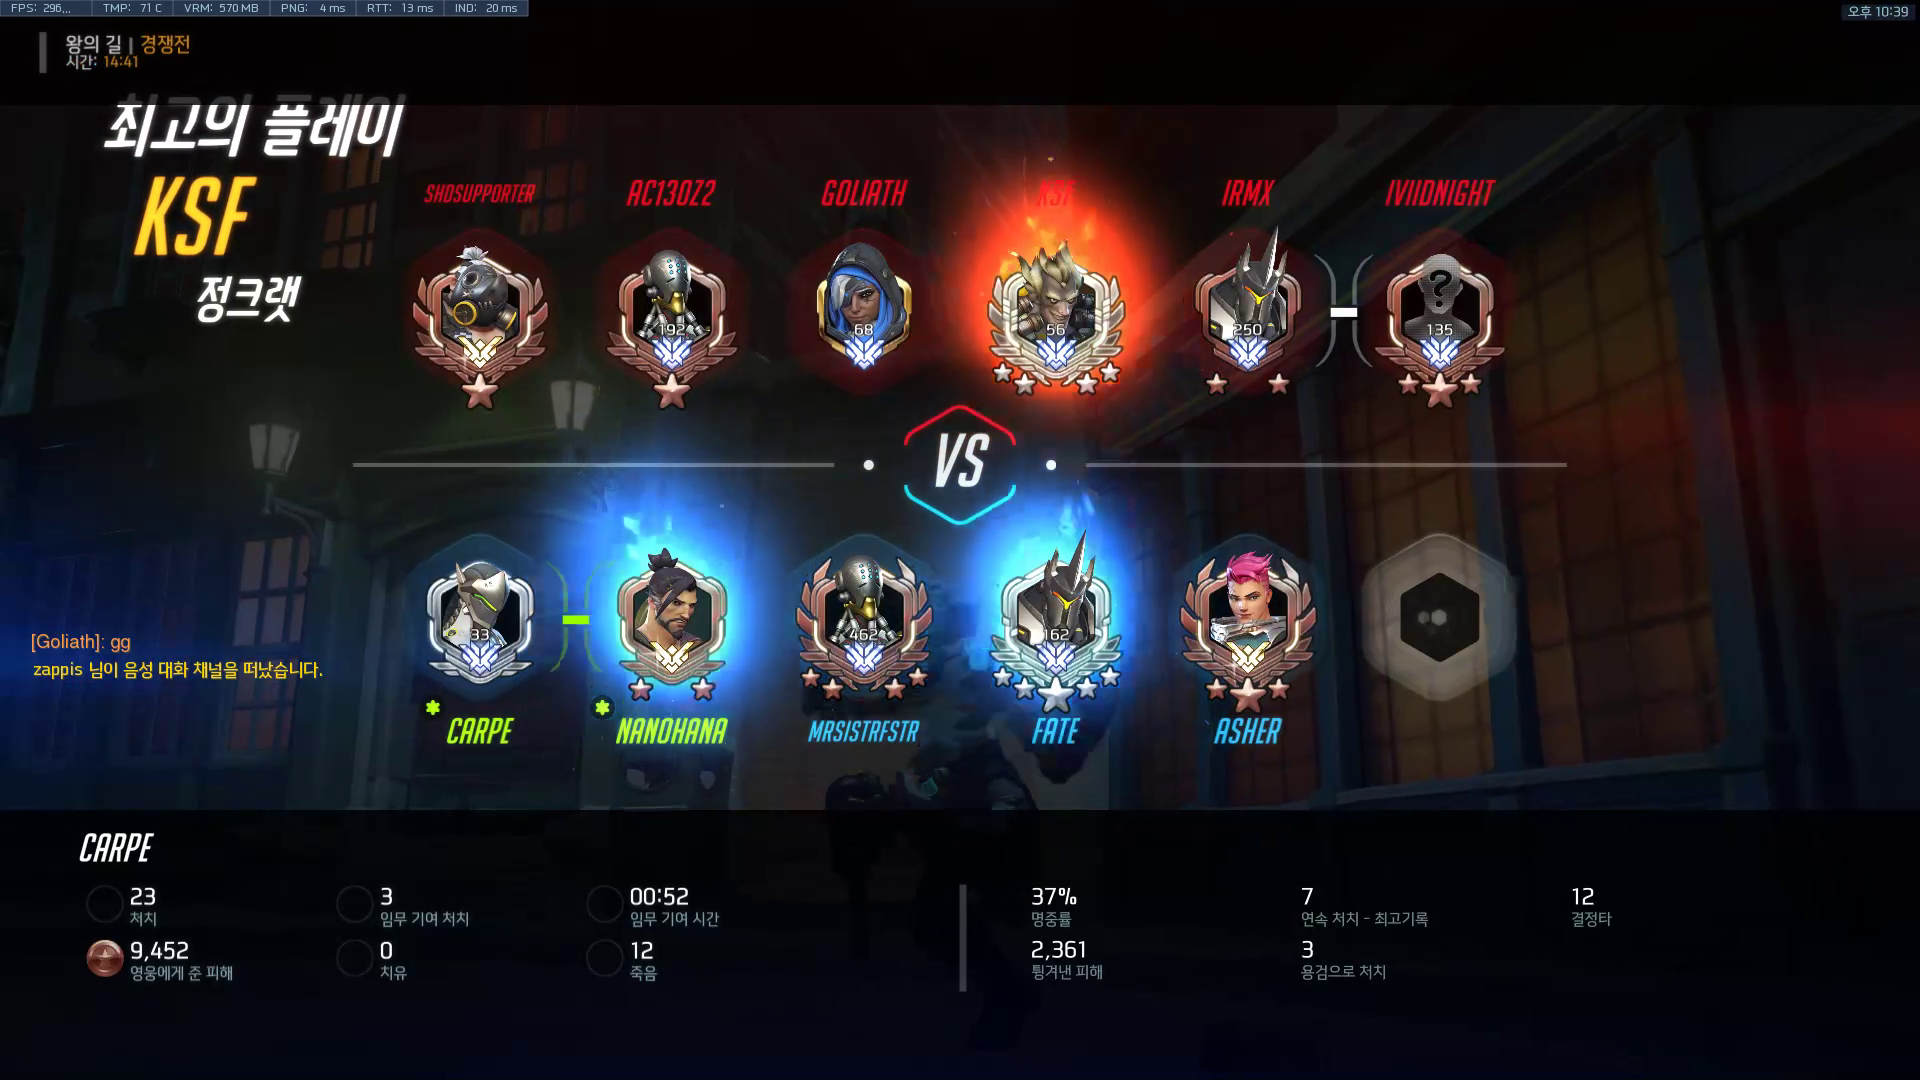 FPS: 296... TMP: 71 C VRM: 570 MB PNG: 4 ms RTT: 13 ms IND: 20 ms
오후 10:39
왕의 길 | 경쟁전
시간: 14:41
최고의 플레이
KSF
정크랫
SHDSUPPORTER AC130Z2 GOLIATH KSF IRMX IVIIDNIGHT
192 68 56 250 135
VS
33 462 162
[Goliath]: gg
zappis 님이 음성 대화 채널을 떠났습니다.
CARPE NANOHANA MRSISTRFSTR FATE ASHER
CARPE
23 3 00:52 37% 7 12
처치 임무 기여 처치 임무 기여 시간 명중률 연속 처치 - 최고기록 결정타
9,452 0 12 2,361 3
영웅에게 준 피해 치유 죽음 튕겨낸 피해 용검으로 처치